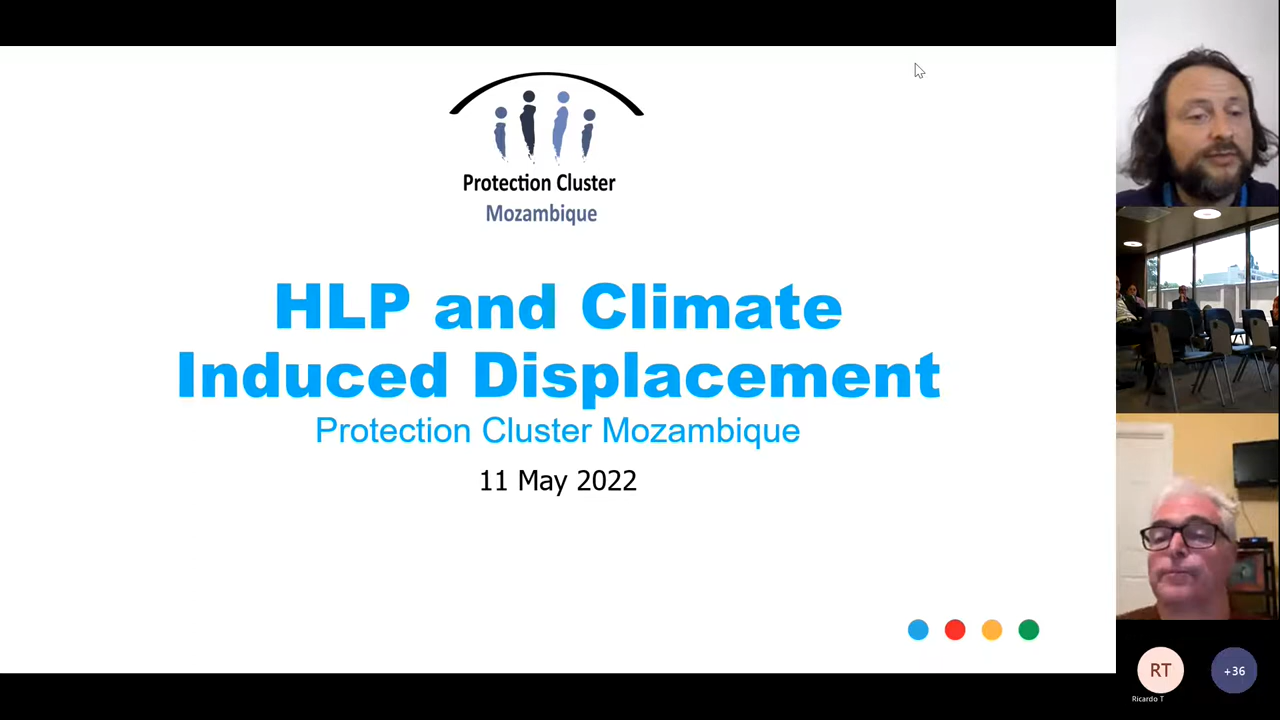 Protection Cluster
Mozambique
HLP and Climate
Induced Displacement
Protection Cluster Mozambique
11 May 2022
RT
+36
Ricardo T